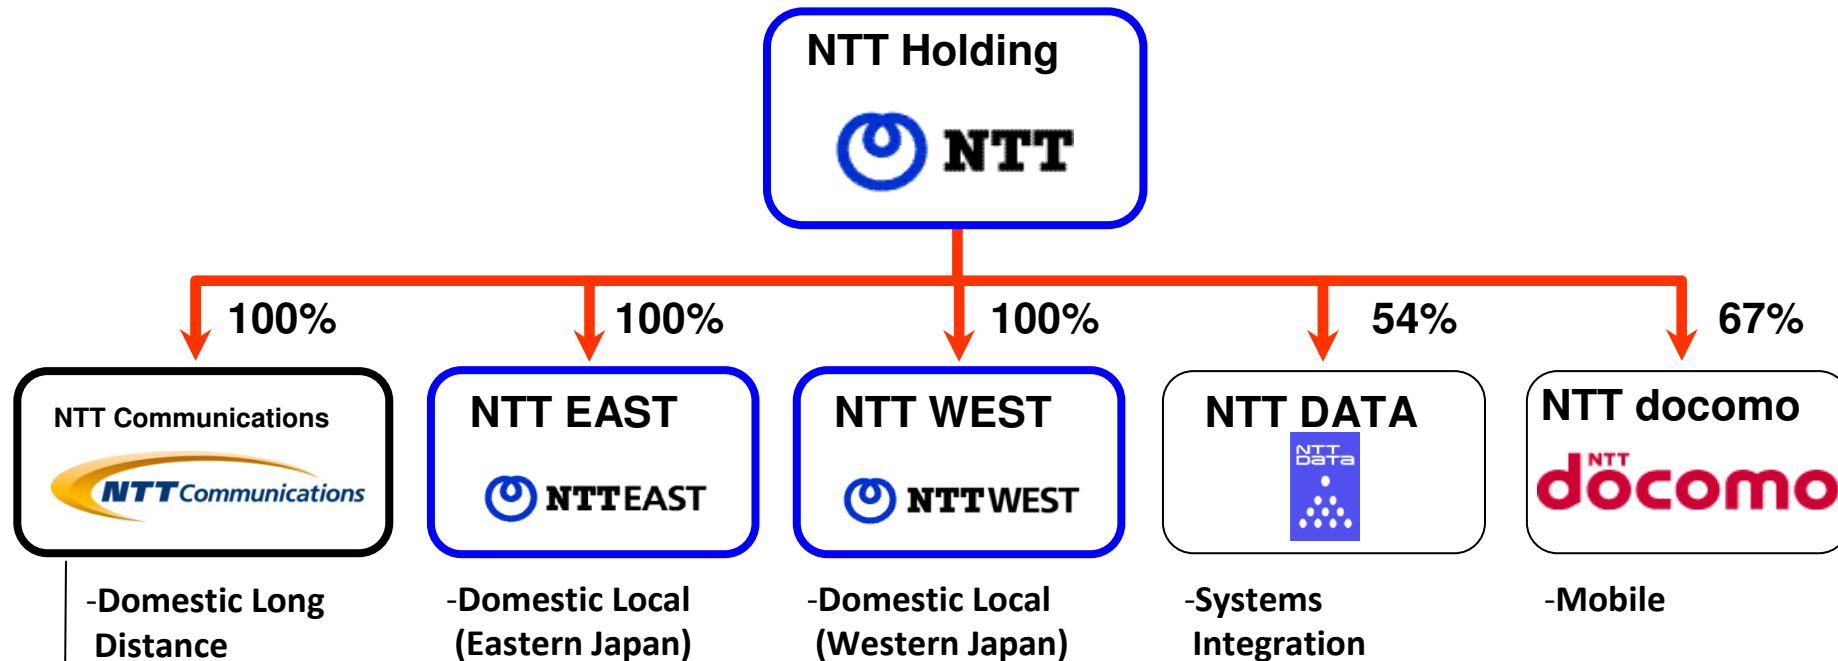 NTT Holding
NTT
100%
100%
100%
54%
67%
NTT Communications
NTT Communications
NTT EAST
NTT EAST
NTT WEST
NTT WEST
NTT DATA
NTT
DATA
NTT docomo
NTT
docomo
-Domestic Long
Distance
-Domestic Local
(Eastern Japan)
-Domestic Local
(Western Japan)
-Systems
Integration
-Mobile